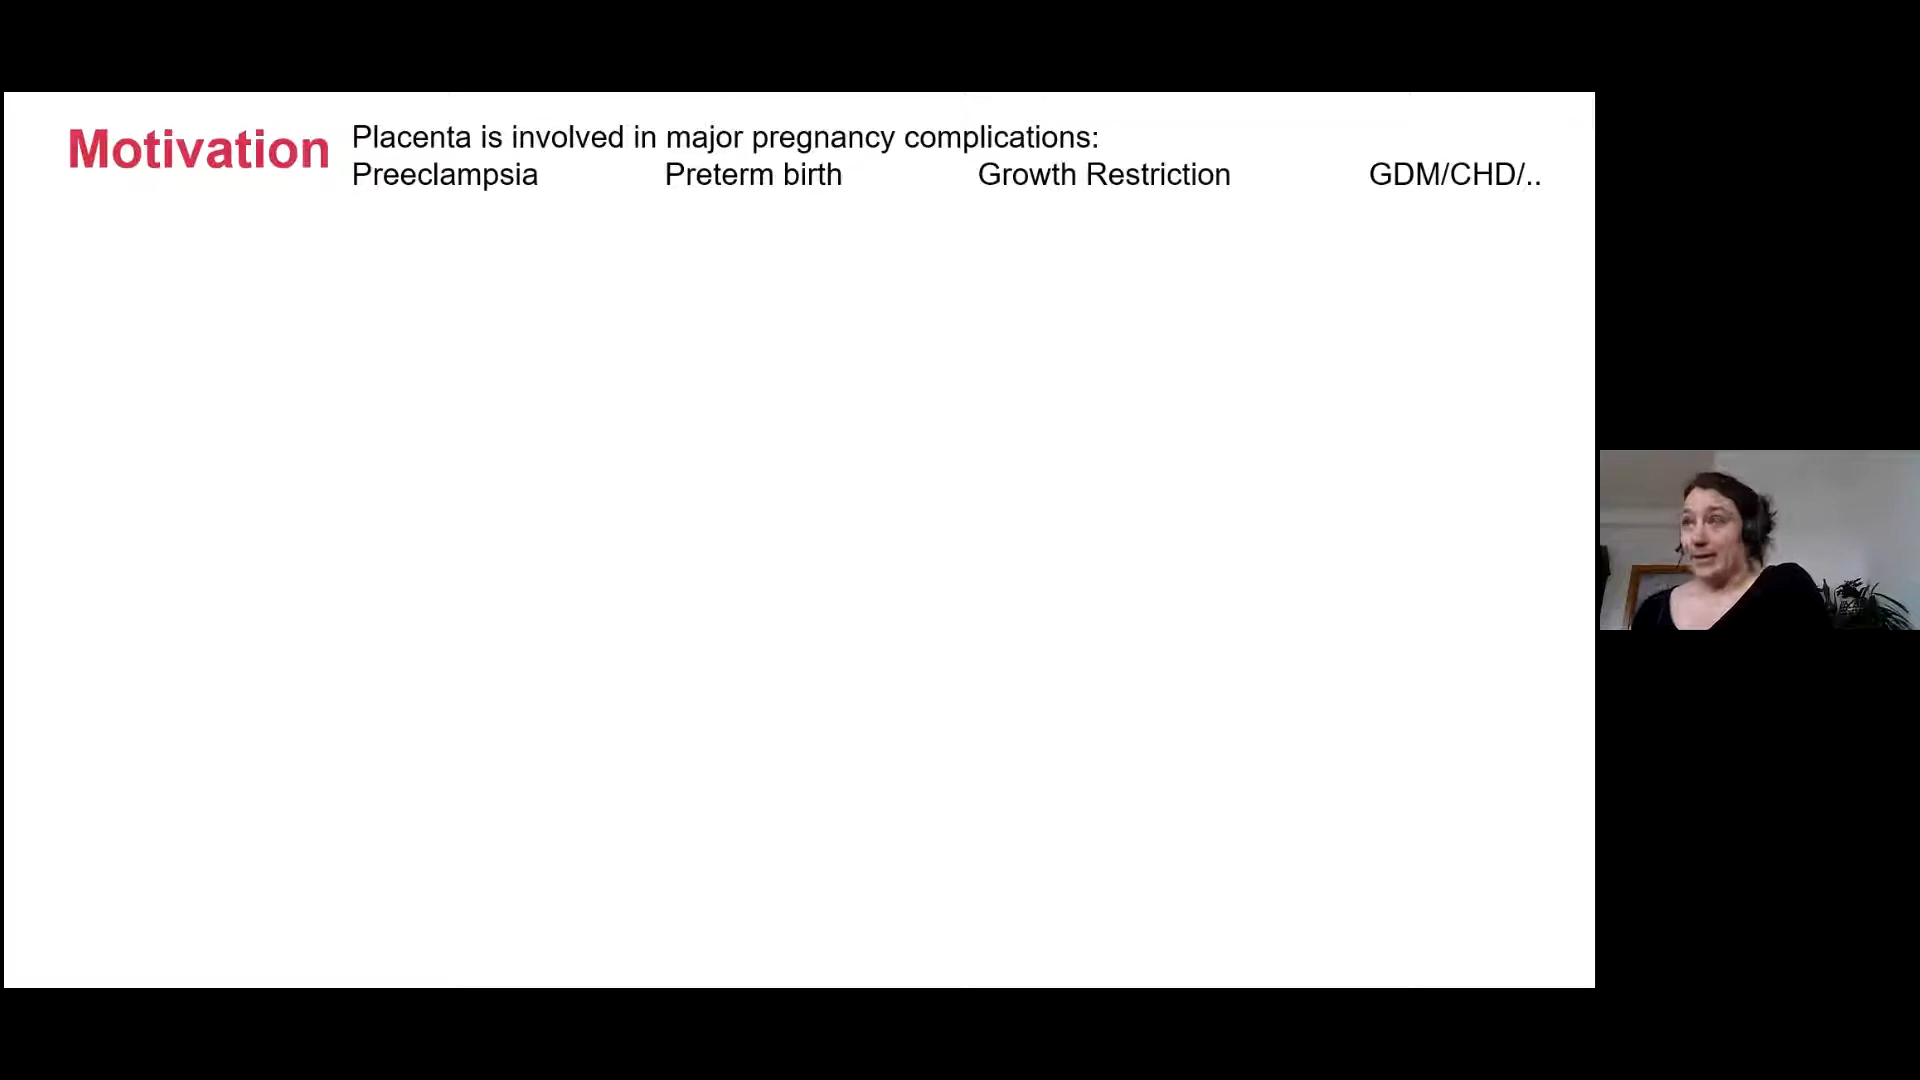 Motivation
Placenta is involved in major pregnancy complications:
Preeclampsia Preterm birth Growth Restriction GDM/CHD/..